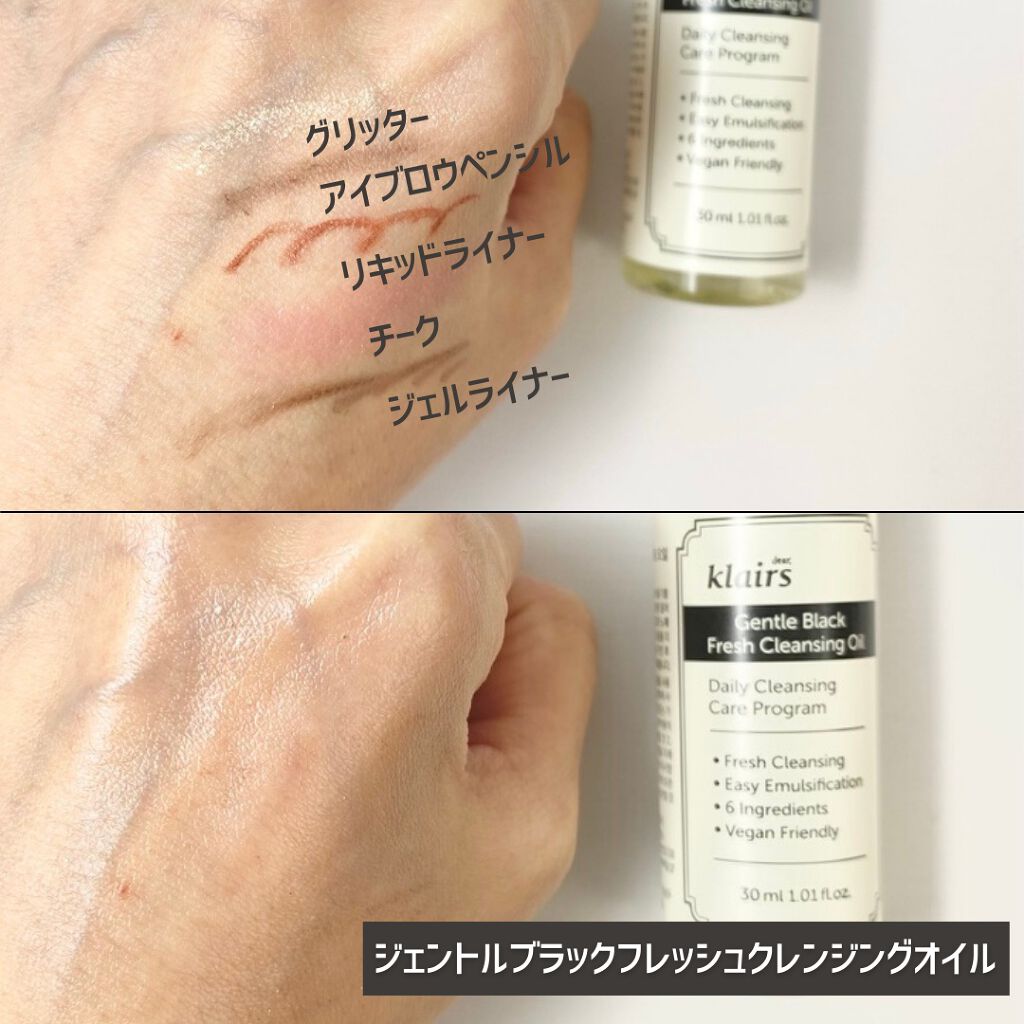 Fresh Cleansing Oil
Daily Cleansing
Care Program
• Fresh Cleansing
• Easy Emulsification
• 6 Ingredients
• Vegan Friendly
30 ml 1.01 fl.oz.
グリッター
アイブロウペンシル
リキッドライナー
チーク
ジェルライナー
dear,
klairs
Gentle Black
Fresh Cleansing Oil
Daily Cleansing
Care Program
• Fresh Cleansing
• Easy Emulsification
• 6 Ingredients
• Vegan Friendly
30 ml 1.01 fl.oz.
ジェントルブラックフレッシュクレンジングオイル